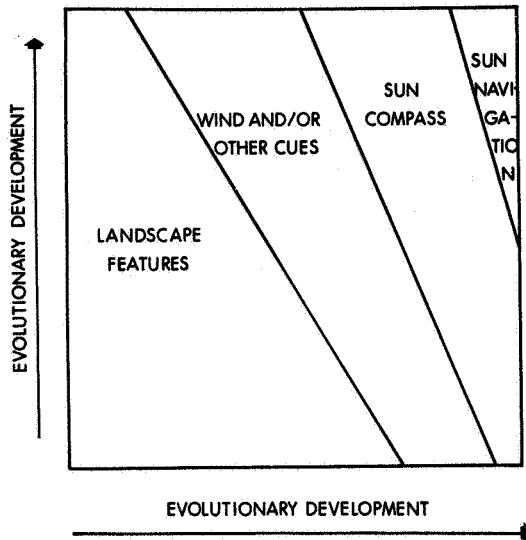 SUN
NAVI-
GA-
TIO
N
SUN
COMPASS
WIND AND/OR
OTHER CUES
LANDSCAPE
FEATURES
EVOLUTIONARY DEVELOPMENT
EVOLUTIONARY DEVELOPMENT